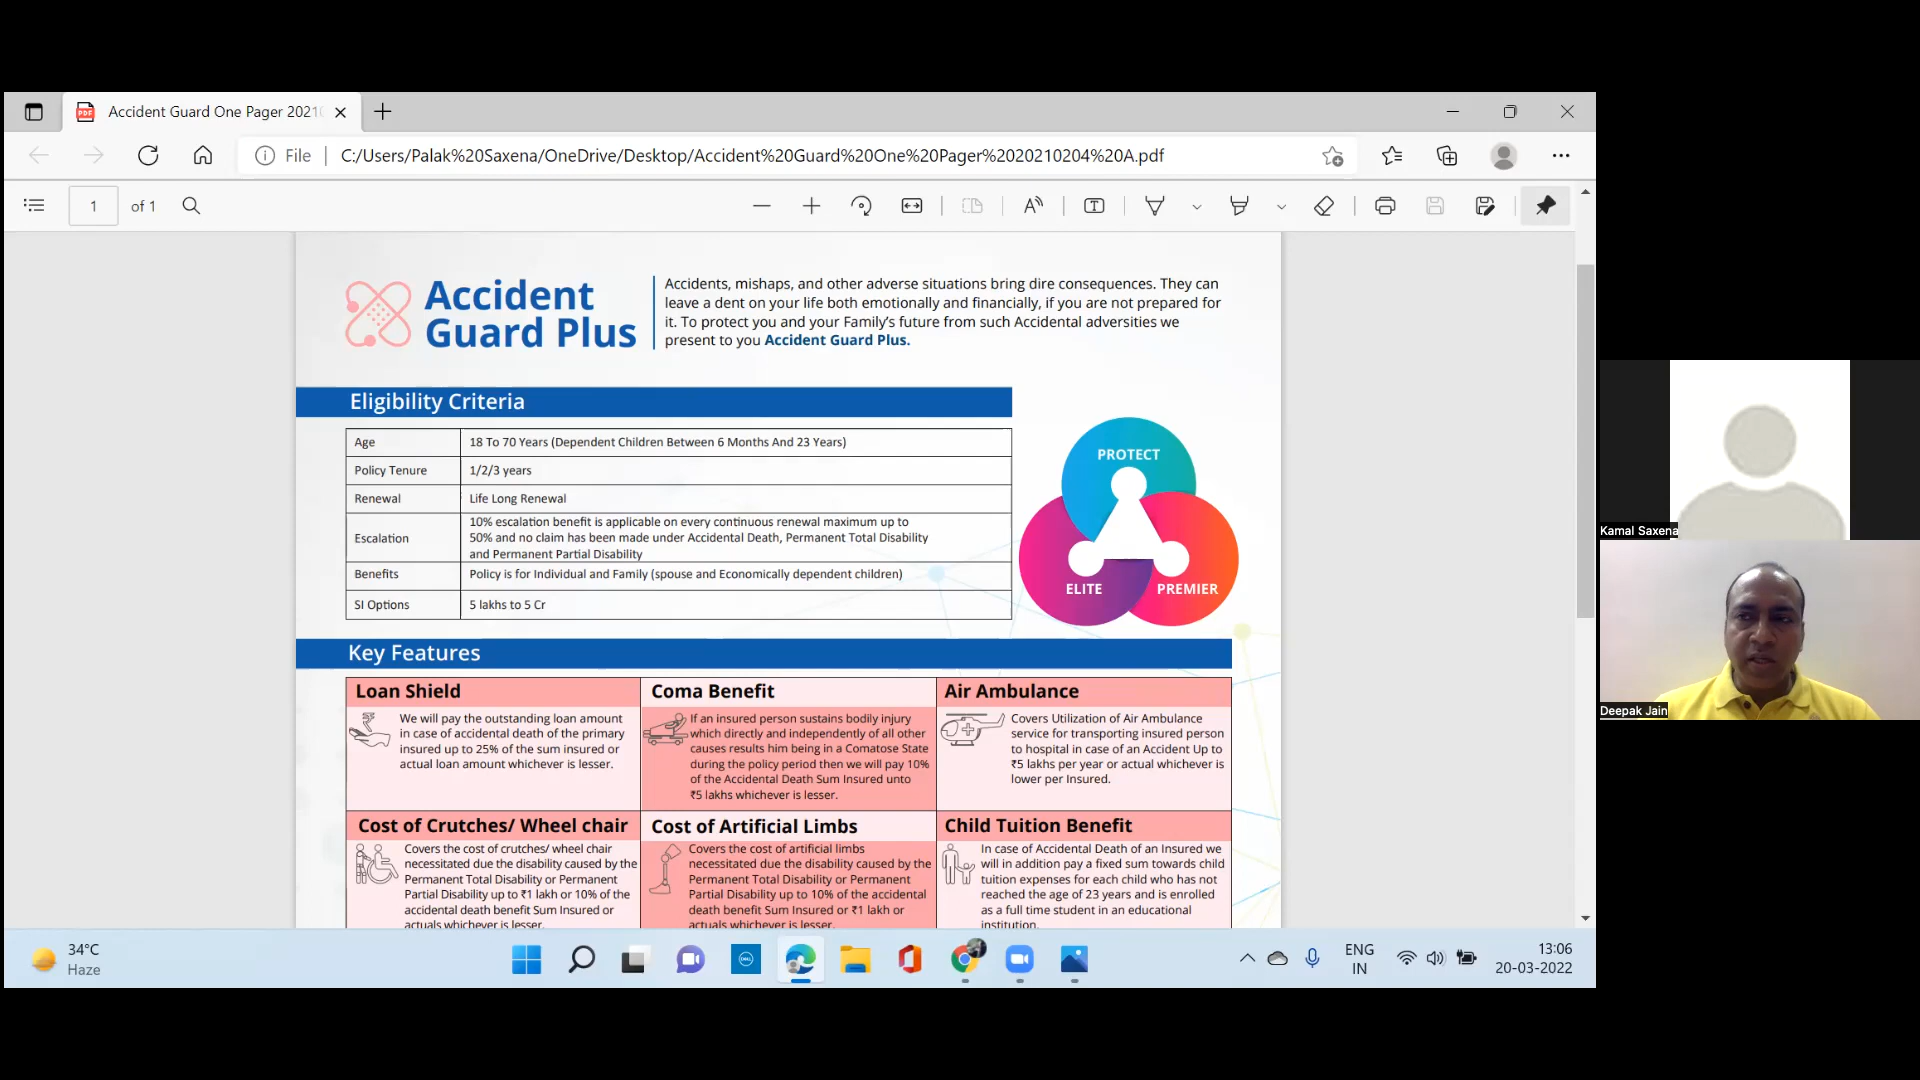 Accident Guard One Pager 20210
File
C:/Users/Palak%20Saxena/OneDrive/Desktop/Accident%20Guard%20One%20Pager%2020210204%20A.pdf
1
of 1
Accident
Guard Plus
Accidents, mishaps, and other adverse situations bring dire consequences. They can
leave a dent on your life both emotionally and financially, if you are not prepared for
it. To protect you and your Family's future from such Accidental adversities we
present to you Accident Guard Plus.
Eligibility Criteria
Age
18 To 70 Years (Dependent Children Between 6 Months And 23 Years)
Policy Tenure
1/2/3 years
Renewal
Life Long Renewal
Escalation
10% escalation benefit is applicable on every continuous renewal maximum up to
50% and no claim has been made under Accidental Death, Permanent Total Disability
and Permanent Partial Disability
Benefits
Policy is for Individual and Family (spouse and Economically dependent children)
SI Options
5 lakhs to 5 Cr
PROTECT
ELITE
PREMIER
Key Features
Loan Shield
We will pay the outstanding loan amount
in case of accidental death of the primary
insured up to 25% of the sum insured or
actual loan amount whichever is lesser.
Coma Benefit
If an insured person sustains bodily injury
which directly and independently of all other
causes results him being in a Comatose State
during the policy period then we will pay 10%
of the Accidental Death Sum Insured unto
₹5 lakhs whichever is lesser.
Air Ambulance
Covers Utilization of Air Ambulance
service for transporting insured person
to hospital in case of an Accident Up to
₹5 lakhs per year or actual whichever is
lower per Insured.
Cost of Crutches/ Wheel chair
Covers the cost of crutches/ wheel chair
necessitated due the disability caused by the
Permanent Total Disability or Permanent
Partial Disability up to ₹1 lakh or 10% of the
accidental death benefit Sum Insured or
actuals whichever is lesser.
Cost of Artificial Limbs
Covers the cost of artificial limbs
necessitated due the disability caused by the
Permanent Total Disability or Permanent
Partial Disability up to 10% of the accidental
death benefit Sum Insured or ₹1 lakh or
actuals whichever is lesser.
Child Tuition Benefit
In case of Accidental Death of an Insured we
will in addition pay a fixed sum towards child
tuition expenses for each child who has not
reached the age of 23 years and is enrolled
as a full time student in an educational
institution.
Kamal Saxena
Deepak Jain
34°C
Haze
ENG
IN
13:06
20-03-2022